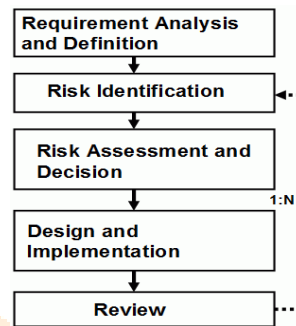 Requirement Analysis
and Definition
Risk Identification
Risk Assessment and
Decision
1:N
Design and
Implementation
Review